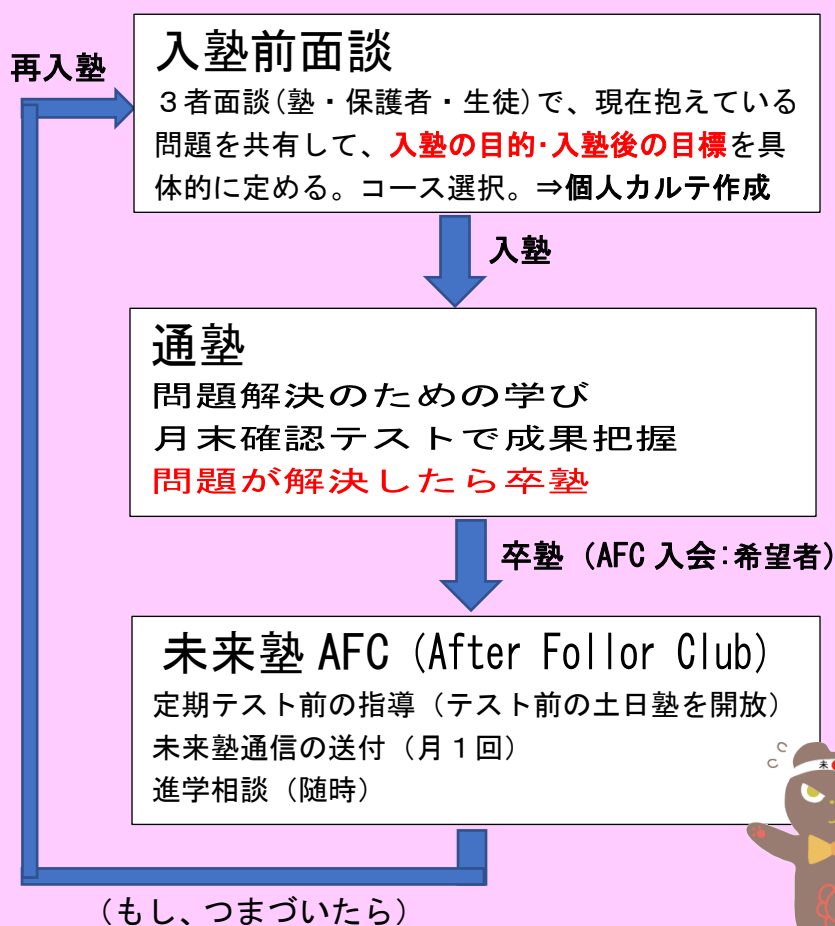 再入塾
入塾前面談
３者面談(塾・保護者・生徒)で、現在抱えている
問題を共有して、入塾の目的・入塾後の目標を具
体的に定める。コース選択。⇒個人カルテ作成
入塾
通塾
問題解決のための学び
月末確認テストで成果把握
問題が解決したら卒塾
卒塾（AFC 入会:希望者）
未来塾 AFC（After Follor Club）
定期テスト前の指導（テスト前の土日塾を開放）
未来塾通信の送付（月１回）
進学相談（随時）
未
（もし、つまづいたら）